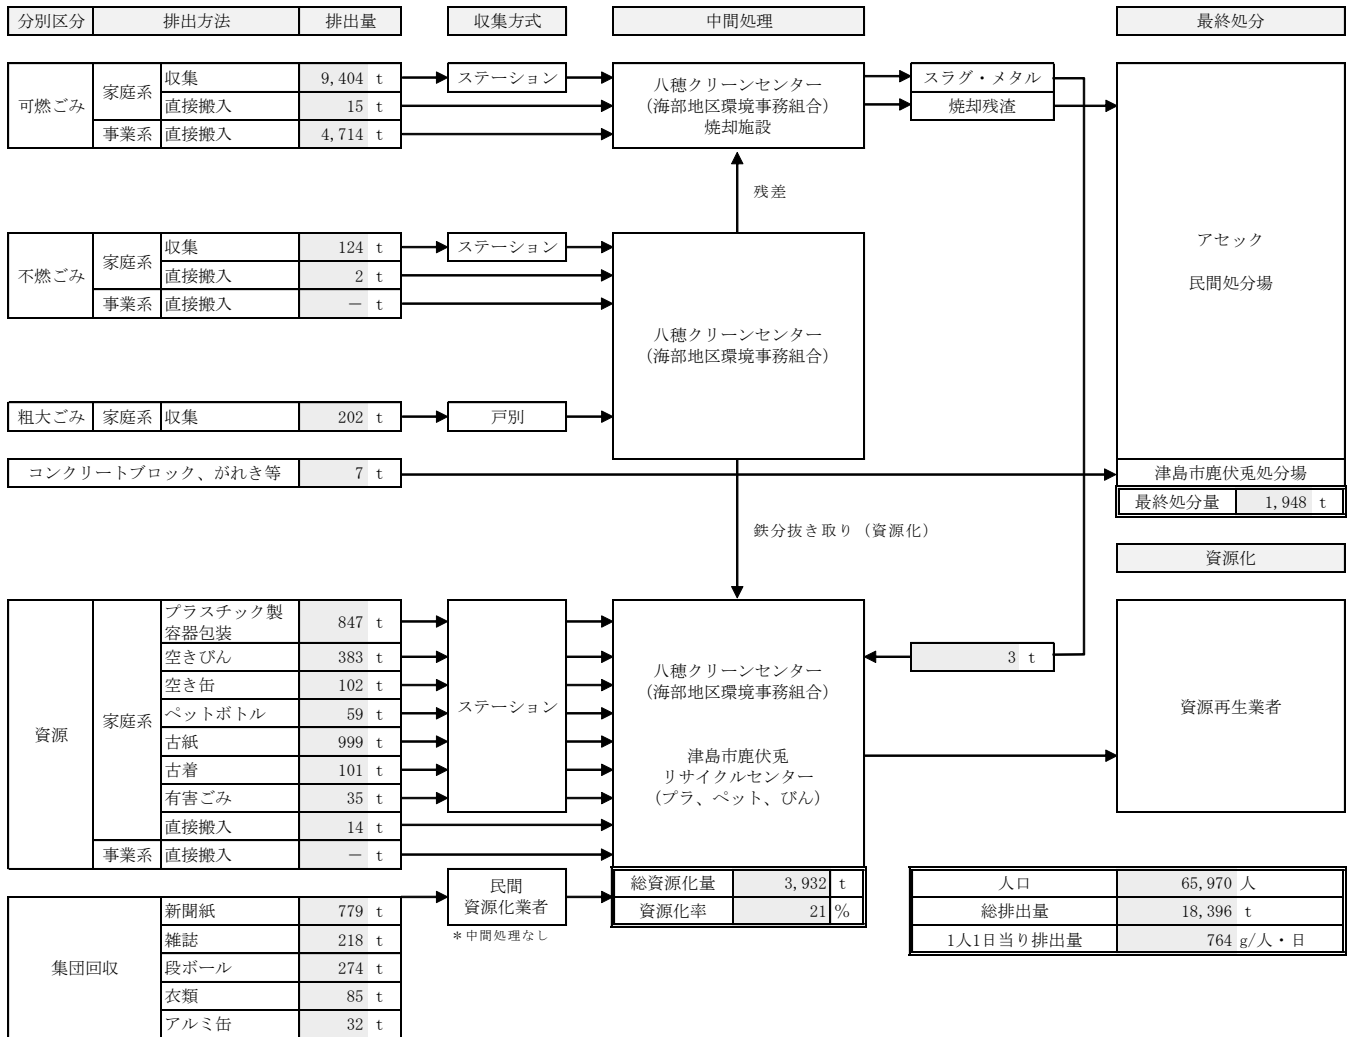 分別区分 排出方法 排出量 収集方式 中間処理 最終処分
可燃ごみ 家庭系 収集 9,404 t ステーション
直接搬入 15 t
事業系 直接搬入 4,714 t
八穂クリーンセンター
(海部地区環境事務組合)
焼却施設
スラグ・メタル
焼却残渣
残差
不燃ごみ 家庭系 収集 124 t ステーション
直接搬入 2 t
事業系 直接搬入 － t
八穂クリーンセンター
(海部地区環境事務組合)
アセック
民間処分場
粗大ごみ 家庭系 収集 202 t 戸別
コンクリートブロック、がれき等 7 t
津島市鹿伏兎処分場
最終処分量 1,948 t
鉄分抜き取り（資源化）
資源化
資源 家庭系 プラスチック製
容器包装 847 t
空きびん 383 t
空き缶 102 t
ペットボトル 59 t
古紙 999 t
古着 101 t
有害ごみ 35 t
直接搬入 14 t
事業系 直接搬入 － t
ステーション
八穂クリーンセンター
(海部地区環境事務組合)
津島市鹿伏兎
リサイクルセンター
(プラ、ペット、びん)
3 t
資源再生業者
総資源化量 3,932 t
資源化率 21 %
人口 65,970 人
総排出量 18,396 t
1人1日当り排出量 764 g/人・日
民間
資源化業者
＊中間処理なし
集団回収 新聞紙 779 t
雑誌 218 t
段ボール 274 t
衣類 85 t
アルミ缶 32 t